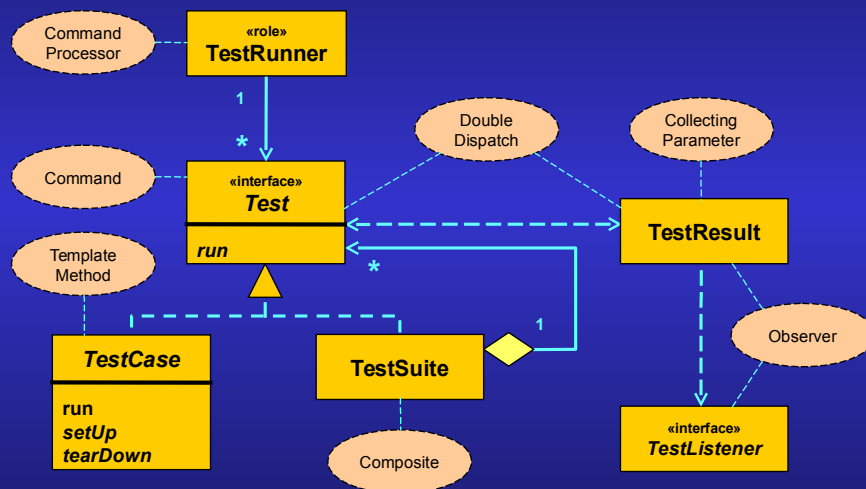 Command
Processor
«role»
TestRunner
1
*
Double
Dispatch
Collecting
Parameter
Command
«interface»
Test
run
TestResult
Template
Method
*
1
TestCase
run
setUp
tearDown
TestSuite
Observer
«interface»
TestListener
Composite